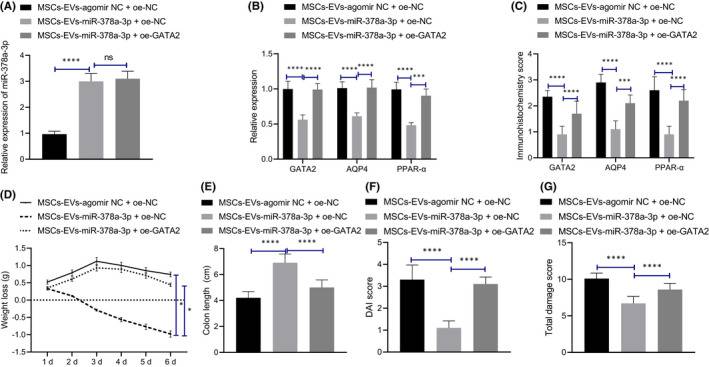 (A)
MSCs-EVs-agomir NC + oe-NC
MSCs-EVs-miR-378a-3p + oe-NC
MSCs-EVs-miR-378a-3p + oe-GATA2
Relative expression of miR-378a-3p
4
3
2
1
0
****
ns
(B)
MSCs-EVs-agomir NC + oe-NC
MSCs-EVs-miR-378a-3p + oe-NC
MSCs-EVs-miR-378a-3p + oe-GATA2
Relative expression
1.5
1.0
0.5
0.0
**** ****
**** ****
**** ***
GATA2 AQP4 PPAR-α
(C)
MSCs-EVs-agomir NC + oe-NC
MSCs-EVs-miR-378a-3p + oe-NC
MSCs-EVs-miR-378a-3p + oe-GATA2
Immunohostochemistry score
4
3
2
1
0
**** ****
**** ***
**** ****
GATA2 AQP4 PPAR-α
(D)
MSCs-EVs-agomir NC + oe-NC
MSCs-EVs-miR-378a-3p + oe-NC
MSCs-EVs-miR-378a-3p + oe-GATA2
Weight loss (g)
1.5
1.0
0.5
0.0
-0.5
-1.0
-1.5
*
*
1 d 2 d 3 d 4 d 5 d 6 d
(E)
MSCs-EVs-agomir NC + oe-NC
MSCs-EVs-miR-378a-3p + oe-NC
MSCs-EVs-miR-378a-3p + oe-GATA2
Colon length (cm)
8
6
4
2
0
**** ****
(F)
MSCs-EVs-agomir NC + oe-NC
MSCs-EVs-miR-378a-3p + oe-NC
MSCs-EVs-miR-378a-3p + oe-GATA2
DAI score
5
4
3
2
1
0
**** ****
(G)
MSCs-EVs-agomir NC + oe-NC
MSCs-EVs-miR-378a-3p + oe-NC
MSCs-EVs-miR-378a-3p + oe-GATA2
Total damage score
15
10
5
0
**** ****